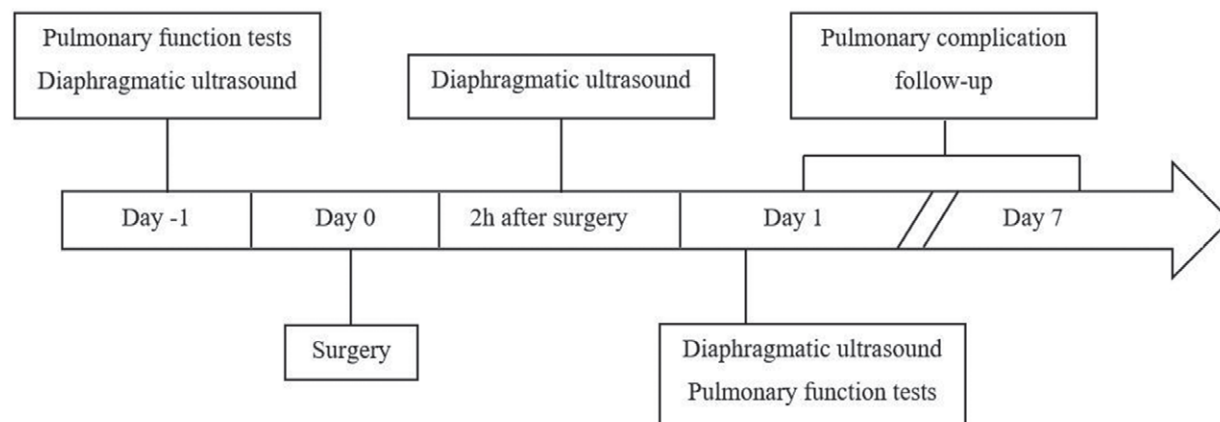 Pulmonary function tests
Diaphragmatic ultrasound
Diaphragmatic ultrasound
Pulmonary complication
follow-up
Day -1
Day 0
2h after surgery
Day 1
Day 7
Surgery
Diaphragmatic ultrasound
Pulmonary function tests